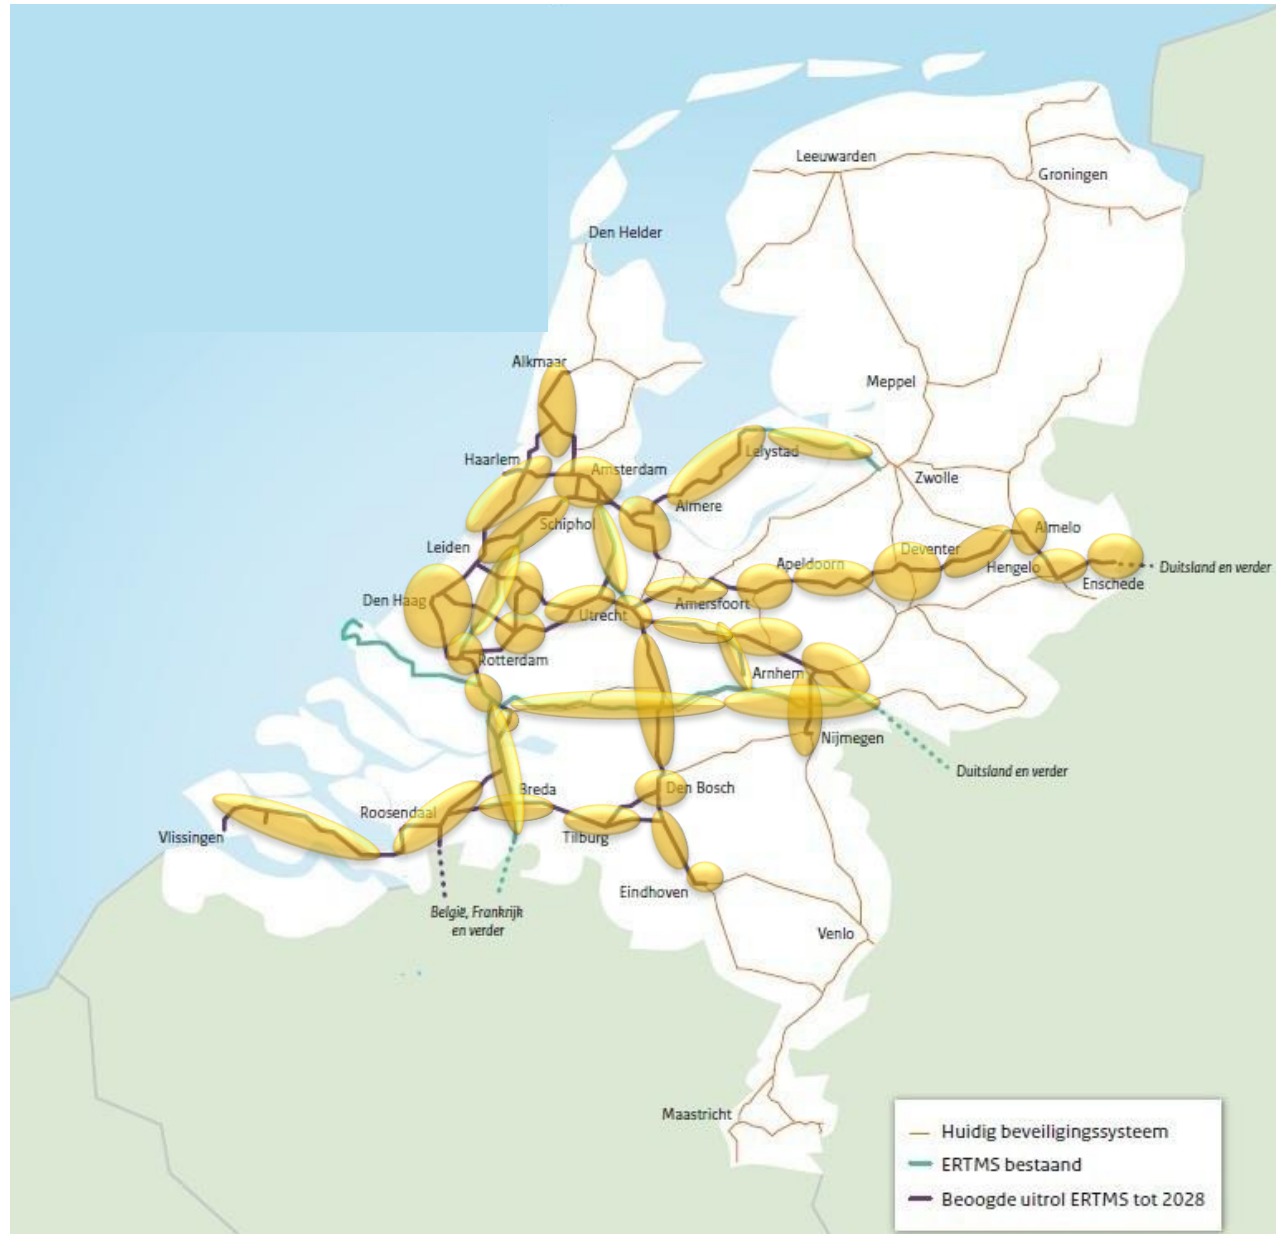 Leeuwarden
Groningen
Den Helder
Alkmaar
Meppel
Haarlem
Amsterdam
Lelystad
Zwolle
Almere
Schiphol
Almelo
Leiden
Deventer
Apeldoorn
Hengelo
Duitsland en verder
Enschede
Den Haag
Amersfoort
Utrecht
Rotterdam
Arnhem
Nijmegen
Duitsland en verder
Breda
Den Bosch
Roosendaal
Vlissingen
Tilburg
Eindhoven
België, Frankrijk
en verder
Venlo
Maastricht
Huidig beveiligingssysteem
ERTMS bestaand
Beoogde uitrol ERTMS tot 2028